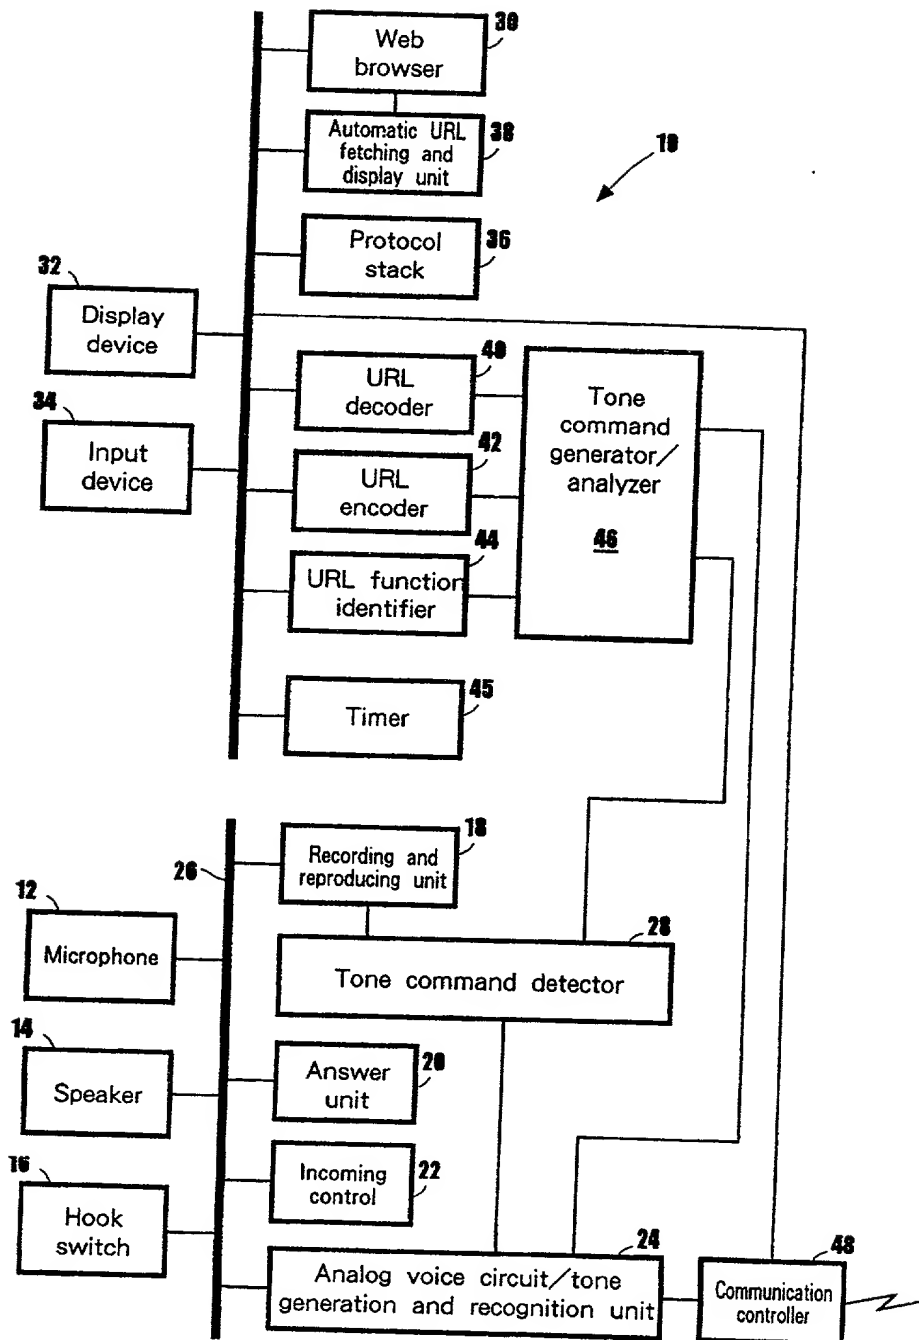 30
Web
browser
Automatic URL
fetching and
display unit
38
10
Protocol
stack
36
32
Display
device
40
URL
decoder
Tone
command
generator/
analyzer
46
34
Input
device
42
URL
encoder
44
URL function
identifier
45
Timer
18
Recording and
reproducing unit
26
12
Microphone
28
Tone command detector
14
Speaker
20
Answer
unit
16
Hook
switch
Incoming
control
22
24
Analog voice circuit/tone
generation and recognition unit
48
Communication
controller